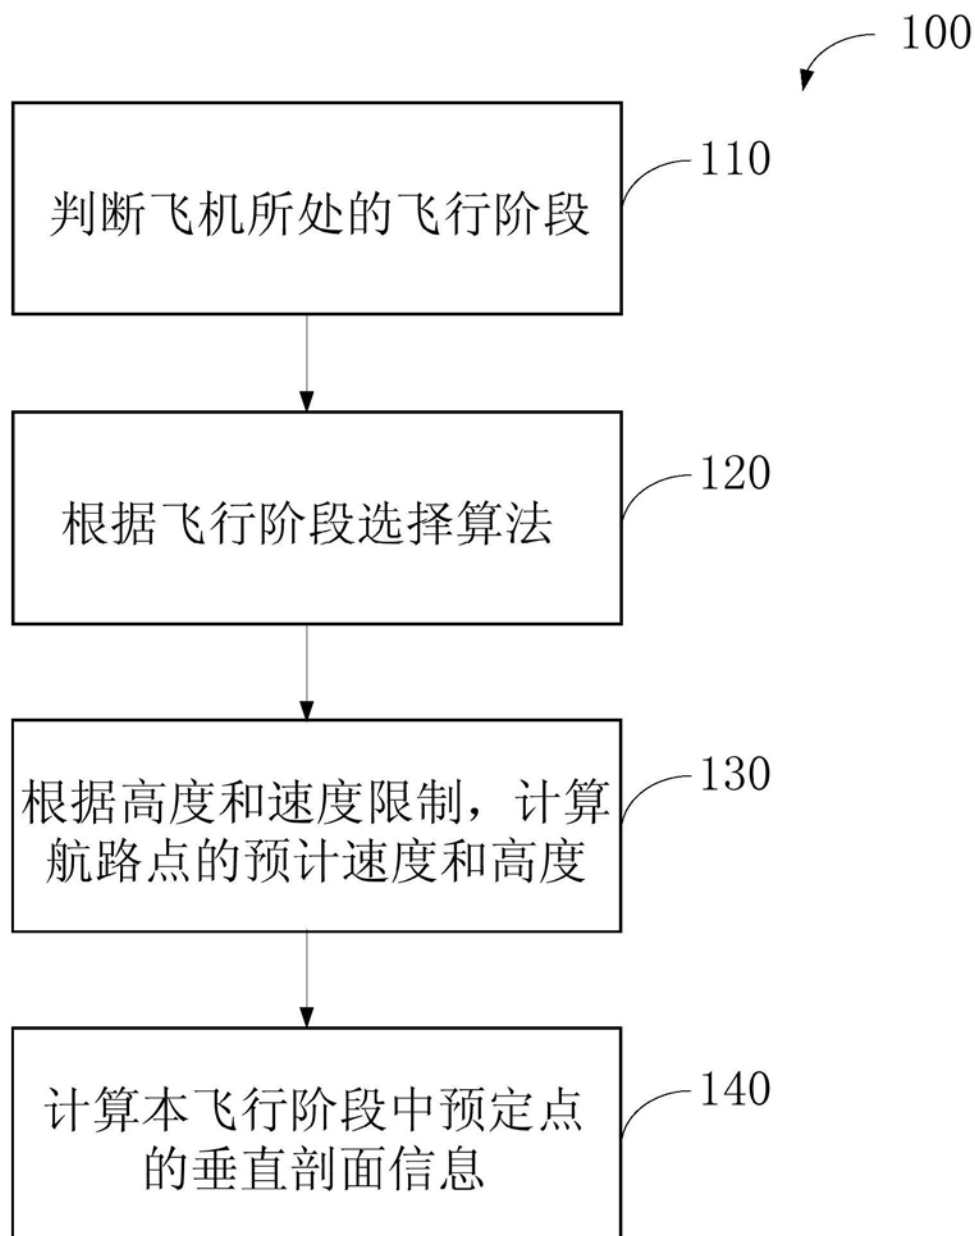 100
判断飞机所处的飞行阶段
110
根据飞行阶段选择算法
120
根据高度和速度限制，计算
航路点的预计速度和高度
130
计算本飞行阶段中预定点
的垂直剖面信息
140